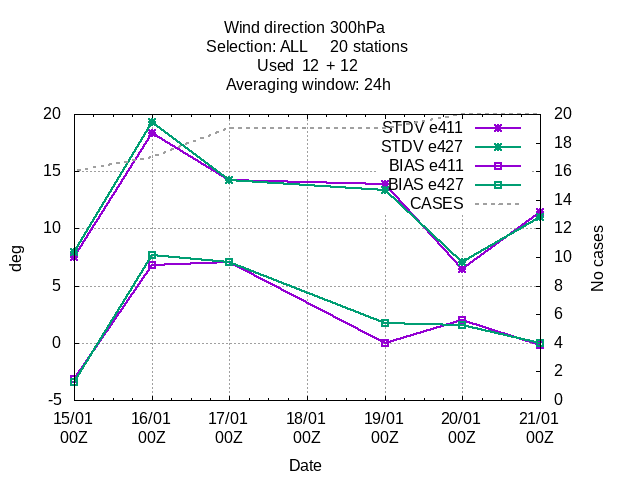 Wind direction 300hPa
Selection: ALL 20 stations
Used 12 + 12
Averaging window: 24h
STDV e411
STDV e427
BIAS e411
BIAS e427
CASES
20
15
10
5
0
-5
deg
20
18
16
14
12
10
8
6
4
2
0
No cases
15/01 16/01 17/01 18/01 19/01 20/01 21/01
00Z 00Z 00Z 00Z 00Z 00Z 00Z
Date